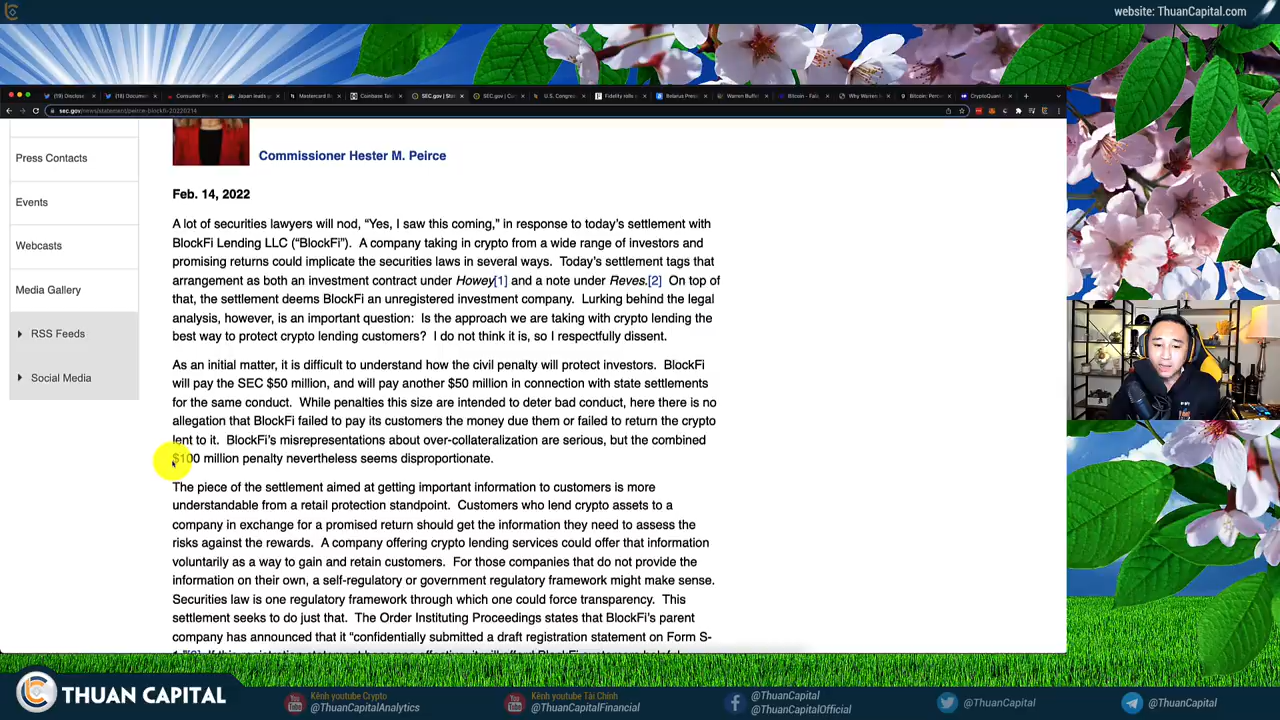 website: ThuanCapital.com
sec.gov/news/statement/peirce-blockfi-20220214
Press Contacts
Events
Webcasts
Media Gallery
RSS Feeds
Social Media
Commissioner Hester M. Peirce
Feb. 14, 2022
A lot of securities lawyers will nod, “Yes, I saw this coming,” in response to today’s settlement with
BlockFi Lending LLC (“BlockFi”).  A company taking in crypto from a wide range of investors and
promising returns could implicate the securities laws in several ways.  Today’s settlement tags that
arrangement as both an investment contract under Howey[1] and a note under Reves.[2]  On top of
that, the settlement deems BlockFi an unregistered investment company.  Lurking behind the legal
analysis, however, is an important question:  Is the approach we are taking with crypto lending the
best way to protect crypto lending customers?  I do not think it is, so I respectfully dissent.
As an initial matter, it is difficult to understand how the civil penalty will protect investors.  BlockFi
will pay the SEC $50 million, and will pay another $50 million in connection with state settlements
for the same conduct.  While penalties this size are intended to deter bad conduct, here there is no
allegation that BlockFi failed to pay its customers the money due them or failed to return the crypto
lent to it.  BlockFi’s misrepresentations about over-collateralization are serious, but the combined
$100 million penalty nevertheless seems disproportionate.
The piece of the settlement aimed at getting important information to customers is more
understandable from a retail protection standpoint.  Customers who lend crypto assets to a
company in exchange for a promised return should get the information they need to assess the
risks against the rewards.  A company offering crypto lending services could offer that information
voluntarily as a way to gain and retain customers.  For those companies that do not provide the
information on their own, a self-regulatory or government regulatory framework might make sense.
Securities law is one regulatory framework through which one could force transparency.  This
settlement seeks to do just that.  The Order Instituting Proceedings states that BlockFi’s parent
company has announced that it “confidentially submitted a draft registration statement on Form S-
THUAN CAPITAL
Kênh youtube Crypto
@ThuanCapitalAnalytics
Kênh youtube Tài Chính
@ThuanCapitalFinancial
@ThuanCapital
@ThuanCapitalOfficial
@ThuanCapital
@ThuanCapital